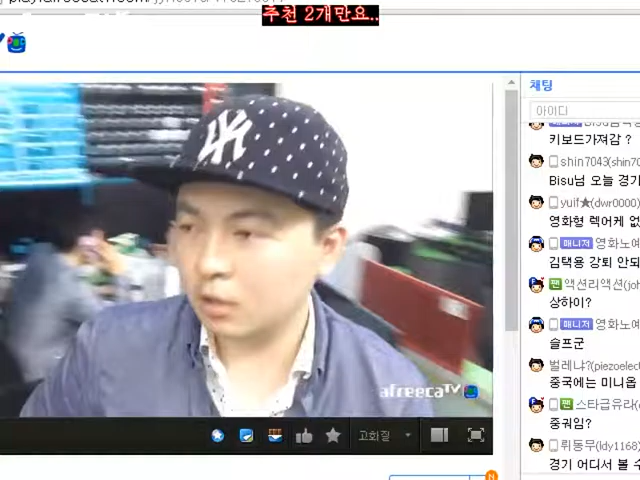 추천 2개만요..
채팅
아이디
키보드가져감 ?
shin7043(shin70
Bisu님 오늘 경기
yuif★(dwr0000)
영화형 렉어케 없
매니저 영화노예
김택용 강퇴 안되
팬 액션리액션(joh
상하이?
매니저 영화노예
슬프군
벌레냐?(piezoelect
중국에는 미니옵
팬 스타급유라
중궈임?
뤼동무(ldy1168)
경기 어디서 볼 수
NY
afreecaTV
고화질
N